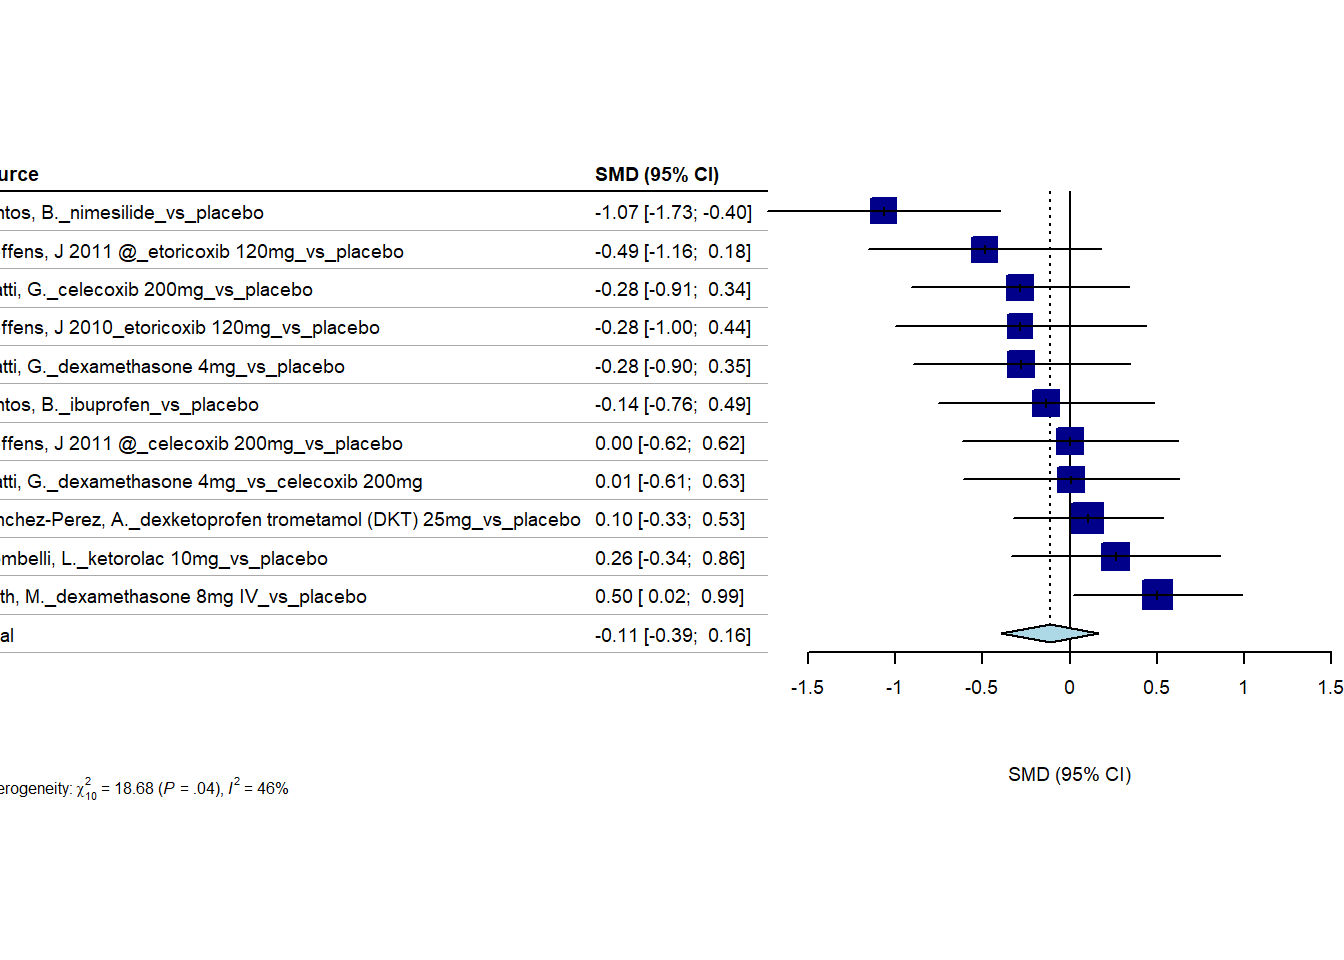 urce SMD (95% CI)
ntos, B._nimesilide_vs_placebo -1.07 [-1.73; -0.40]
ffens, J 2011 @_etoricoxib 120mg_vs_placebo -0.49 [-1.16; 0.18]
atti, G._celecoxib 200mg_vs_placebo -0.28 [-0.91; 0.34]
ffens, J 2010_etoricoxib 120mg_vs_placebo -0.28 [-1.00; 0.44]
atti, G._dexamethasone 4mg_vs_placebo -0.28 [-0.90; 0.35]
ntos, B._ibuprofen_vs_placebo -0.14 [-0.76; 0.49]
ffens, J 2011 @_celecoxib 200mg_vs_placebo 0.00 [-0.62; 0.62]
atti, G._dexamethasone 4mg_vs_celecoxib 200mg 0.01 [-0.61; 0.63]
nchez-Perez, A._dexketoprofen trometamol (DKT) 25mg_vs_placebo 0.10 [-0.33; 0.53]
ombelli, L._ketorolac 10mg_vs_placebo 0.26 [-0.34; 0.86]
th, M._dexamethasone 8mg IV_vs_placebo 0.50 [ 0.02; 0.99]
al -0.11 [-0.39; 0.16]
-1.5 -1 -0.5 0 0.5 1 1.5
SMD (95% CI)
erogeneity: χ²₁₀ = 18.68 (P = .04), I² = 46%